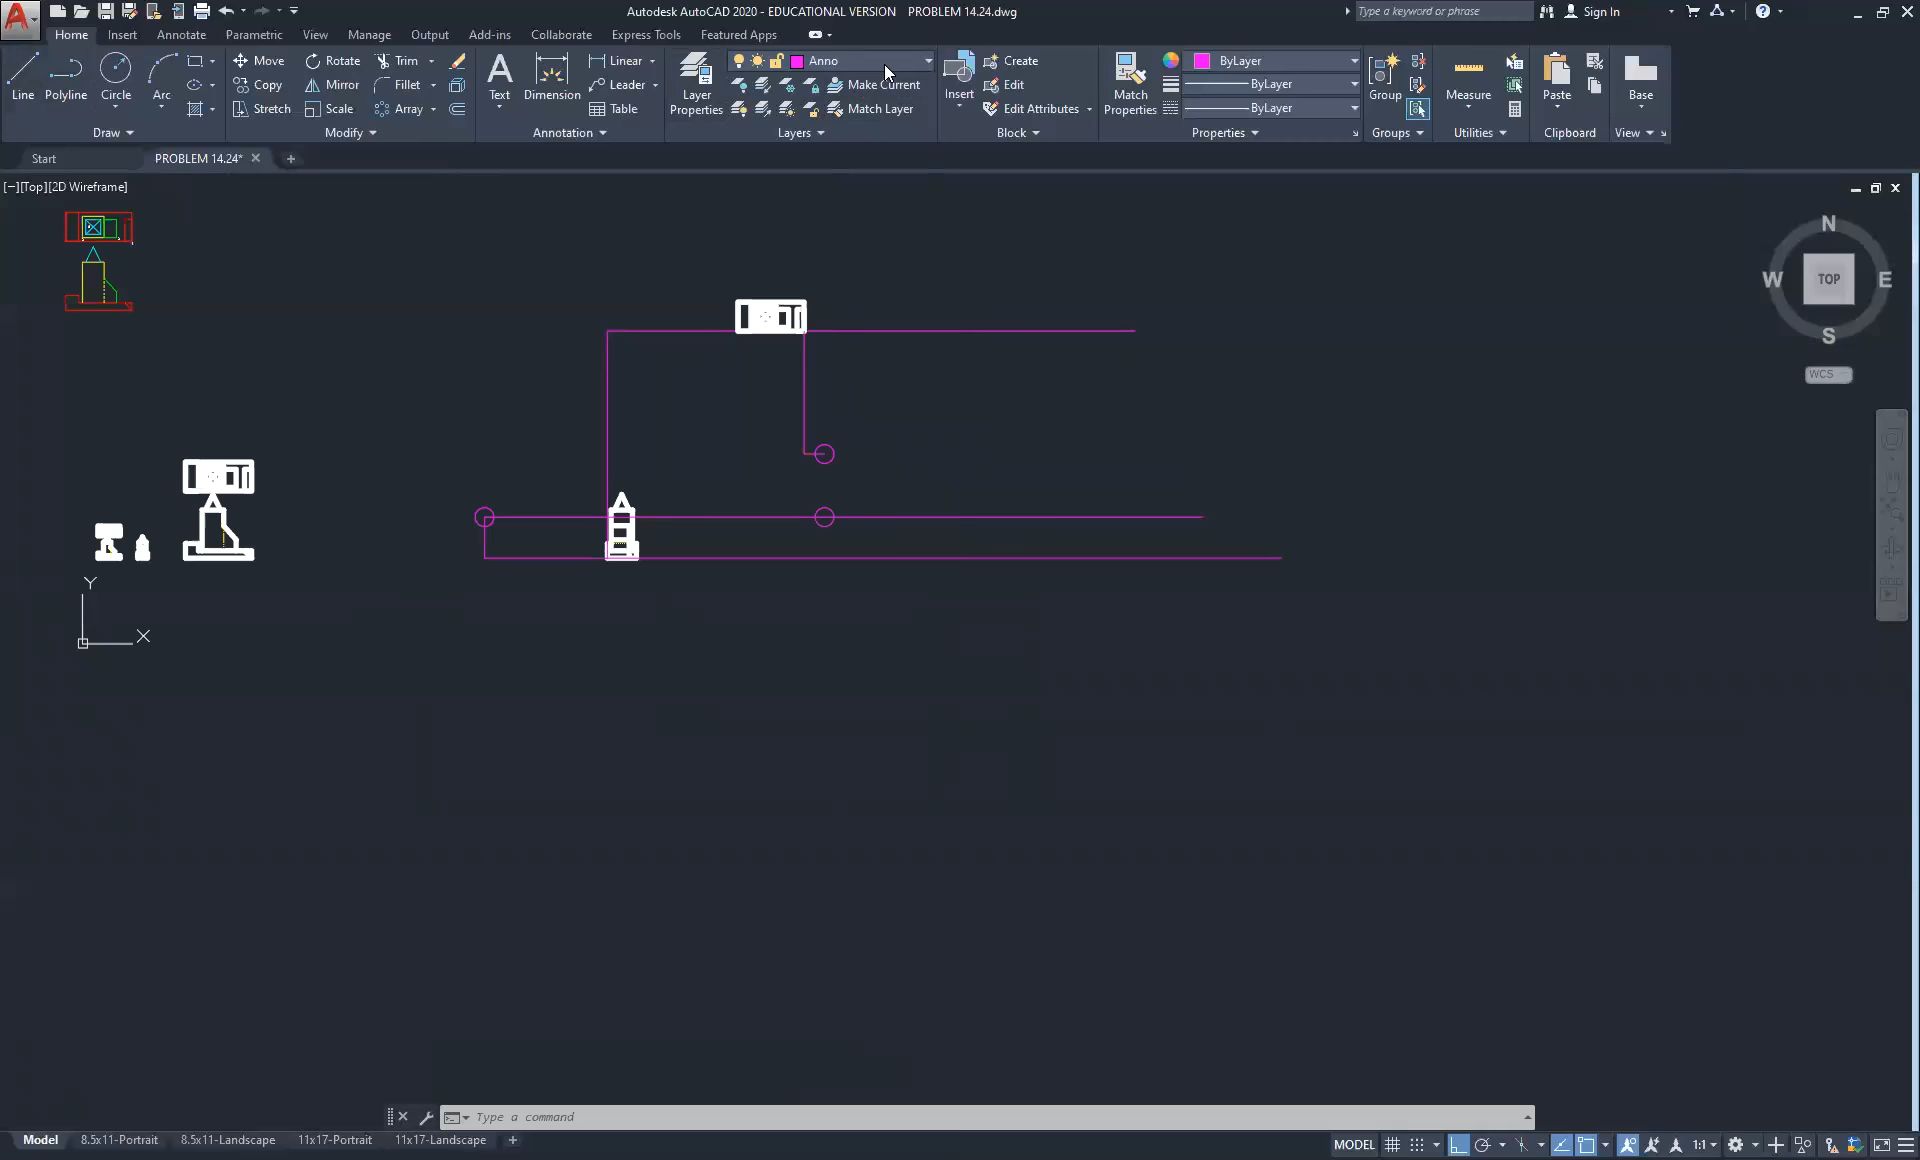 Autodesk AutoCAD 2020 - EDUCATIONAL VERSION PROBLEM 14.24.dwg
Type a keyword or phrase
Sign In
Home Insert Annotate Parametric View Manage Output Add-ins Collaborate Express Tools Featured Apps
Line Polyline Circle Arc
Move Rotate Trim
Copy Mirror Fillet
Stretch Scale Array
Text Dimension
Linear
Leader
Table
Layer Properties
Anno
Make Current
Match Layer
Insert
Create
Edit
Edit Attributes
Match Properties
ByLayer
ByLayer
ByLayer
Group
Measure
Paste
Base
Draw Modify Annotation Layers Block Properties Groups Utilities Clipboard View
Start PROBLEM 14.24*
[−][Top][2D Wireframe]
N
W TOP E
S
WCS
Y
X
Type a command
Model 8.5x11-Portrait 8.5x11-Landscape 11x17-Portrait 11x17-Landscape
MODEL 1:1